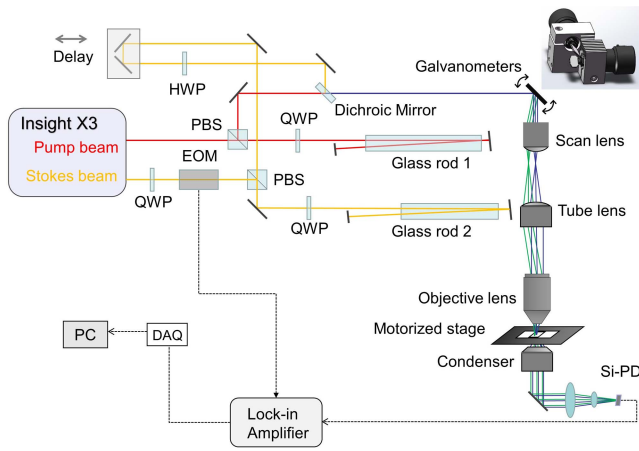 Delay
HWP
Galvanometers
Dichroic Mirror
Insight X3
Pump beam
Stokes beam
PBS
QWP
Scan lens
Glass rod 1
EOM
QWP
PBS
QWP
Tube lens
Glass rod 2
Objective lens
Motorized stage
PC
DAQ
Condenser
Si-PD
Lock-in
Amplifier